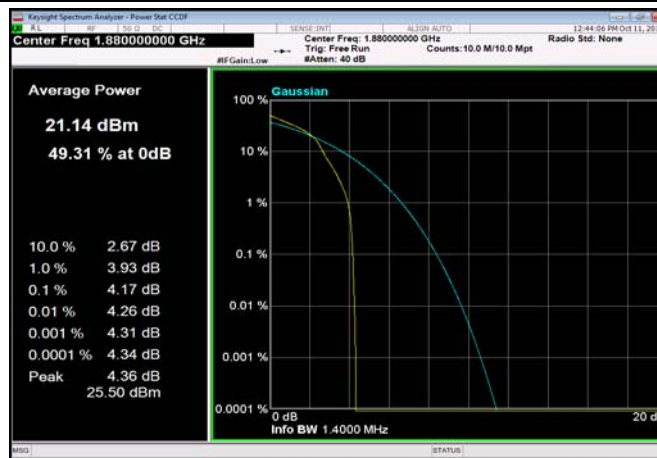 Keysight Spectrum Analyzer - Power Stat CCDF
RL RF 50 Ω DC SENSE:INT ALIGN AUTO 12:44:06 PM Oct 11, 20
Center Freq 1.880000000 GHz
Center Freq: 1.880000000 GHz Radio Std: None
Trig: Free Run Counts:10.0 M/10.0 Mpt
#IFGain:Low #Atten: 40 dB
Average Power
21.14 dBm
49.31 % at 0dB
10.0 % 2.67 dB
1.0 % 3.93 dB
0.1 % 4.17 dB
0.01 % 4.26 dB
0.001 % 4.31 dB
0.0001 % 4.34 dB
Peak 4.36 dB
25.50 dBm
Gaussian
100 %
10 %
1 %
0.1 %
0.01 %
0.001 %
0.0001 %
0 dB 20 d
Info BW 1.4000 MHz
MSG STATUS